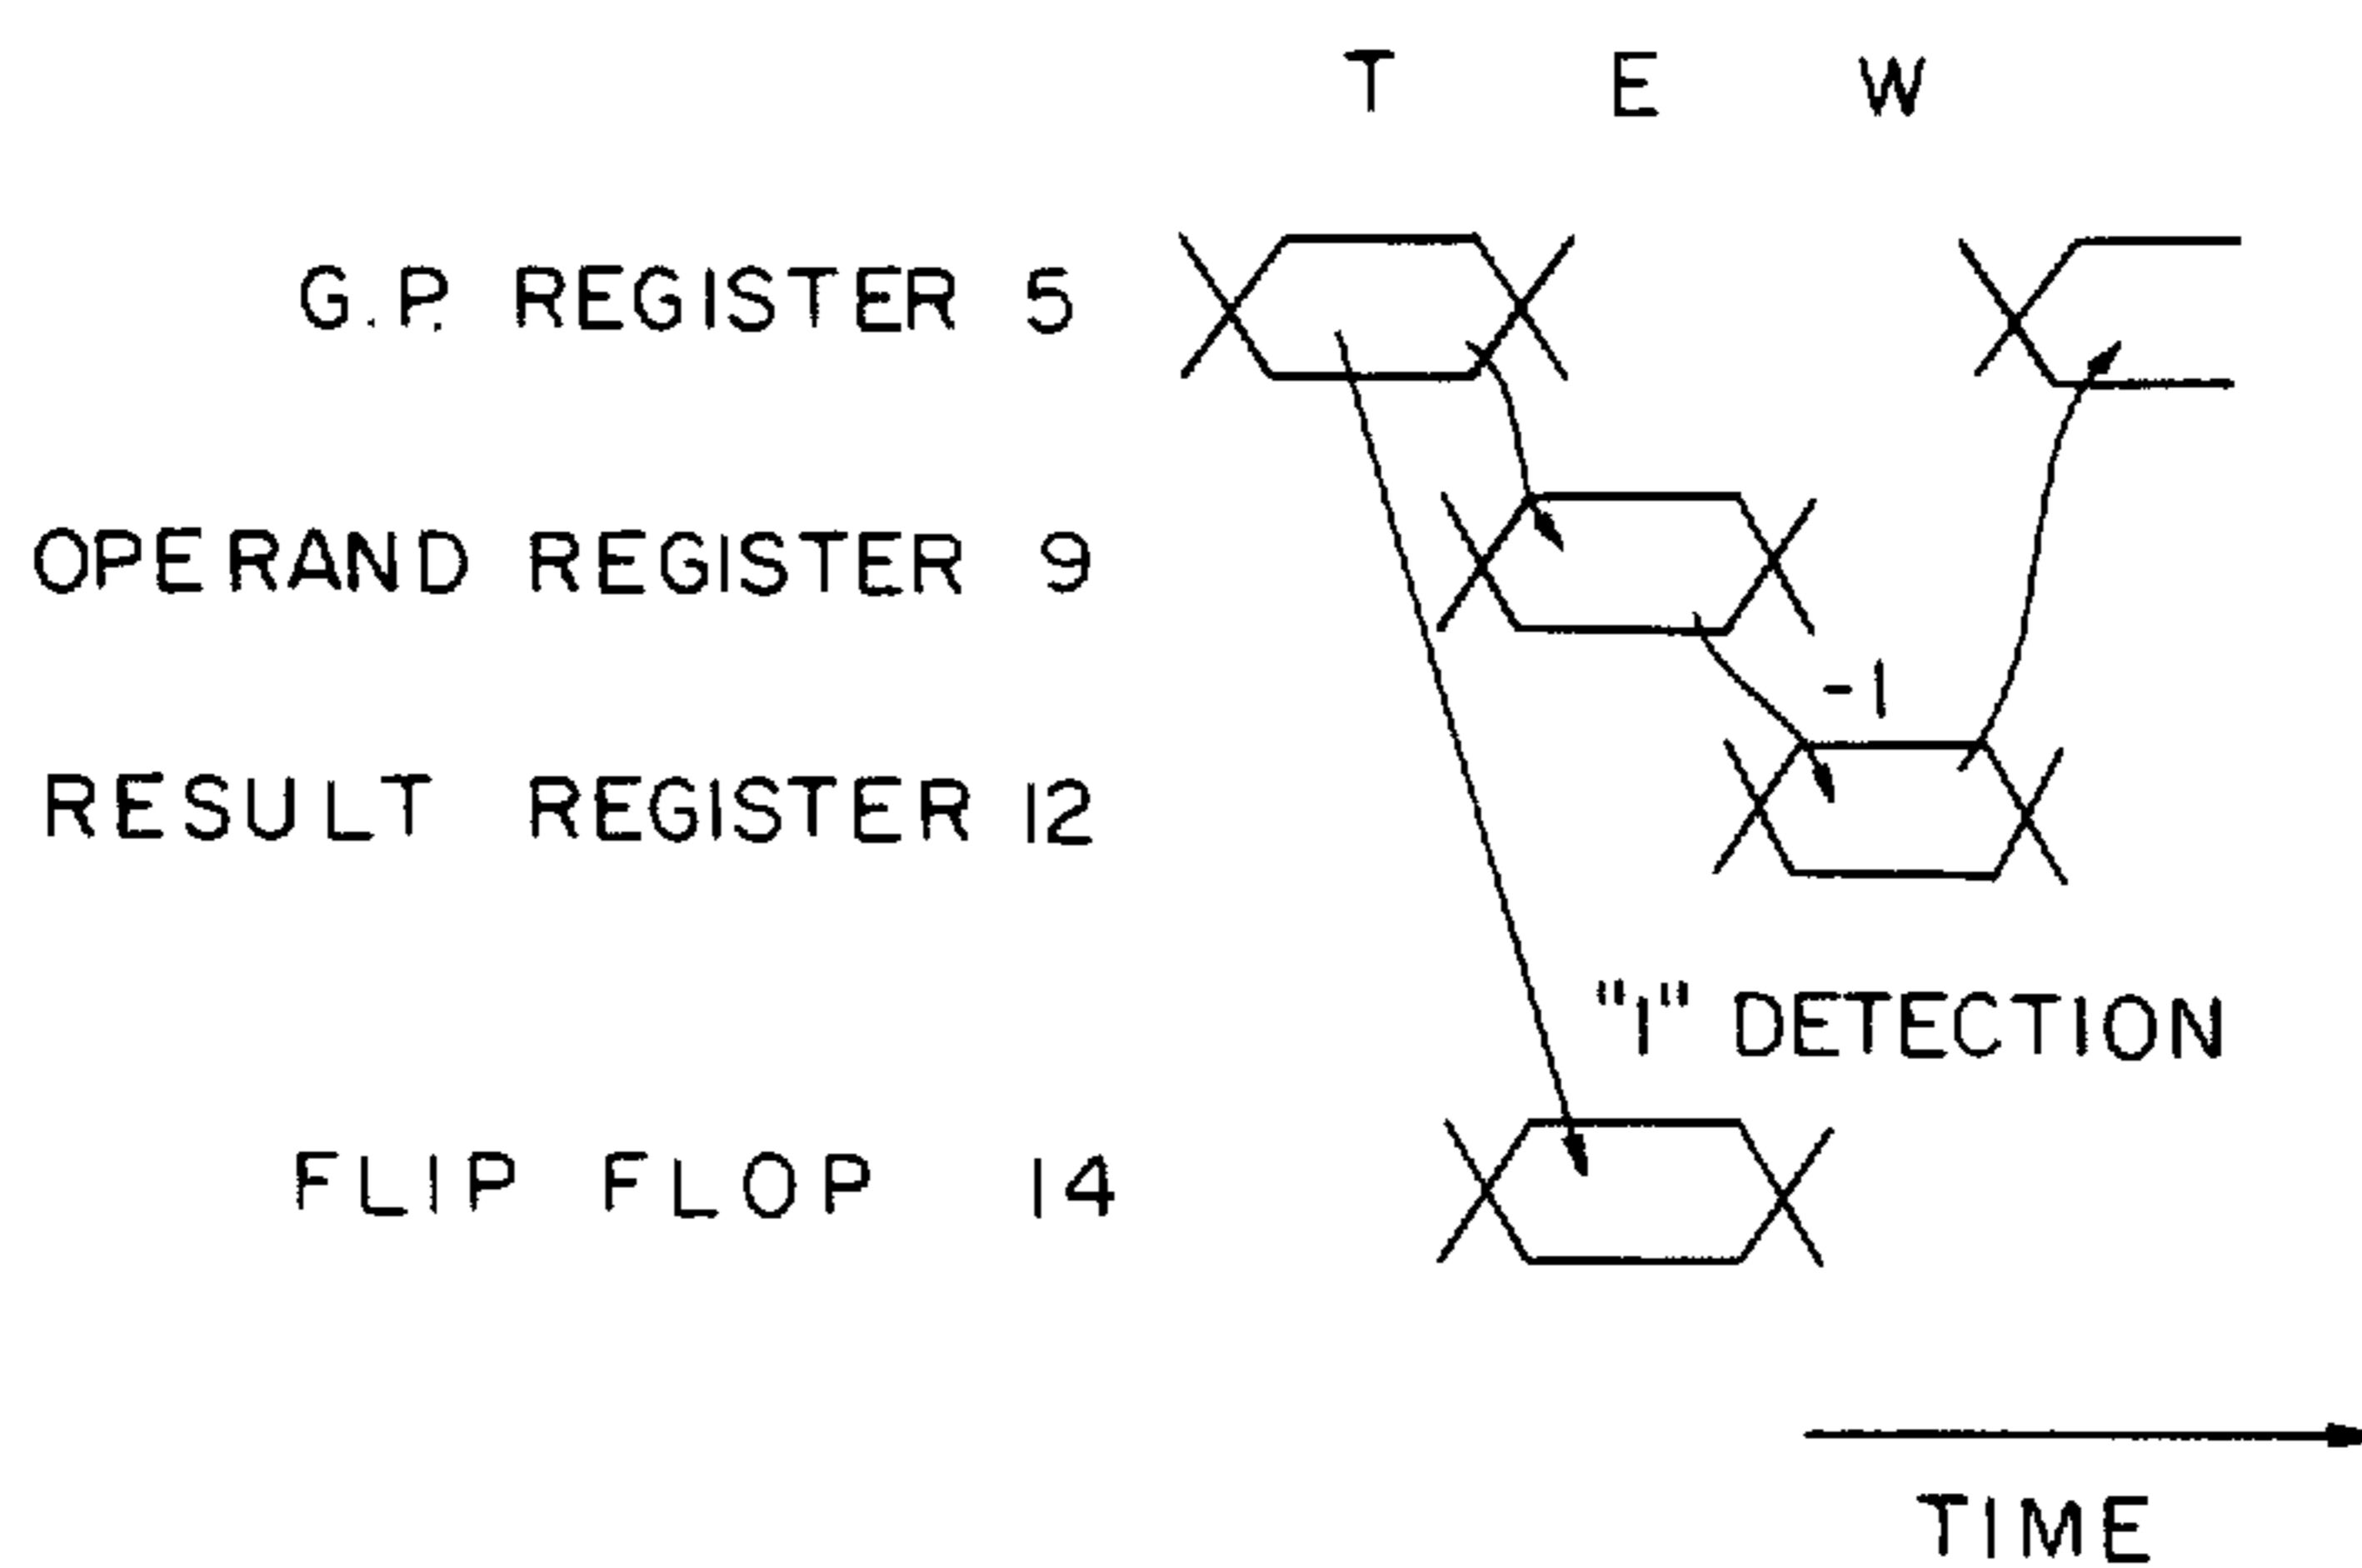 T E W
G.P. REGISTER 5
OPERAND REGISTER 9
-1
RESULT REGISTER 12
"1" DETECTION
FLIP FLOP 14
TIME